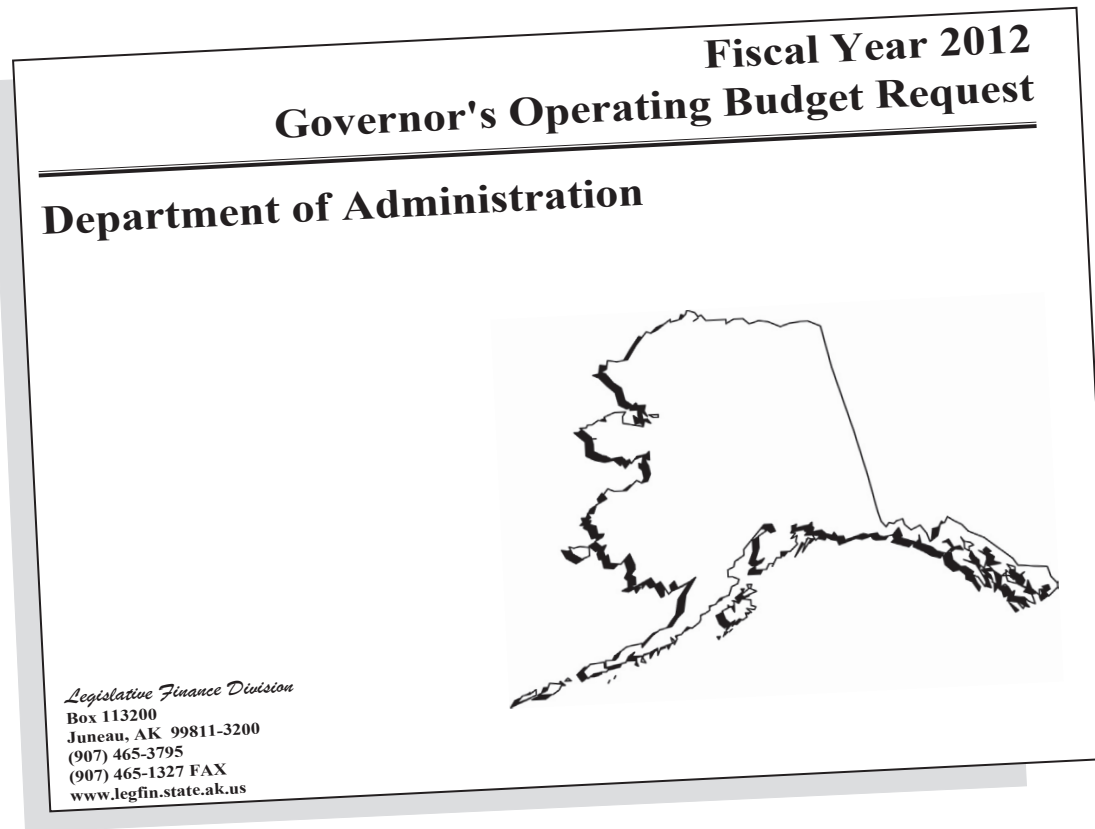 Fiscal Year 2012
Governor's Operating Budget Request
Department of Administration
Legislative Finance Division
Box 113200
Juneau, AK  99811-3200
(907) 465-3795
(907) 465-1327 FAX
www.legfin.state.ak.us